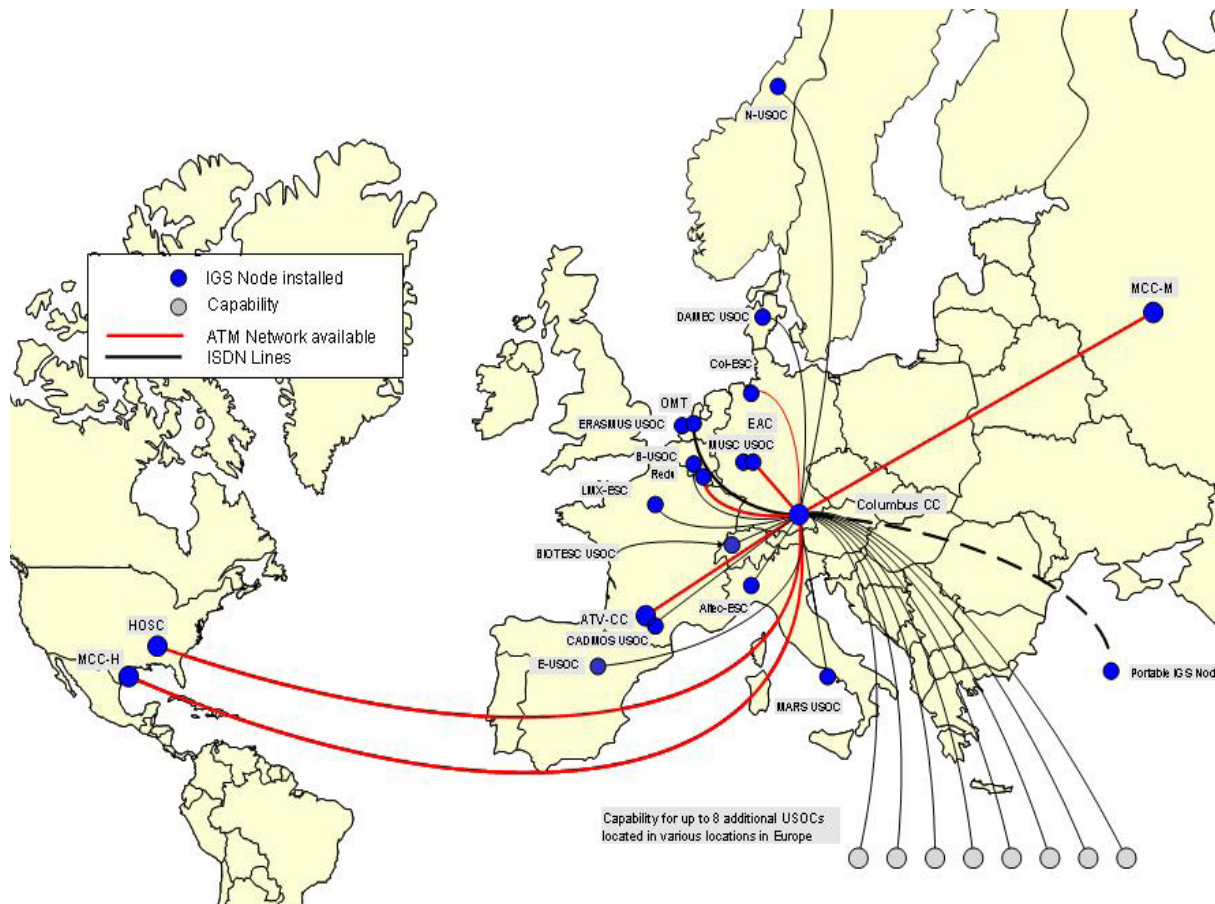 N-USOC
IGS Node installed
Capability
ATM Network available
ISDN Lines
MCC-M
DAMEC USOC
Col-ESC
OMT
ERASMUS USOC
EAC
MUSC USOC
B-USOC
Redu
LMX-ESC
Columbus CC
BIOTESC USOC
Altec-ESC
ATV-CC
CADMOS USOC
HOSC
MCC-H
E-USOC
Portable IGS Nod
MARS USOC
Capability for up to 8 additional USOCs
located in various locations in Europe